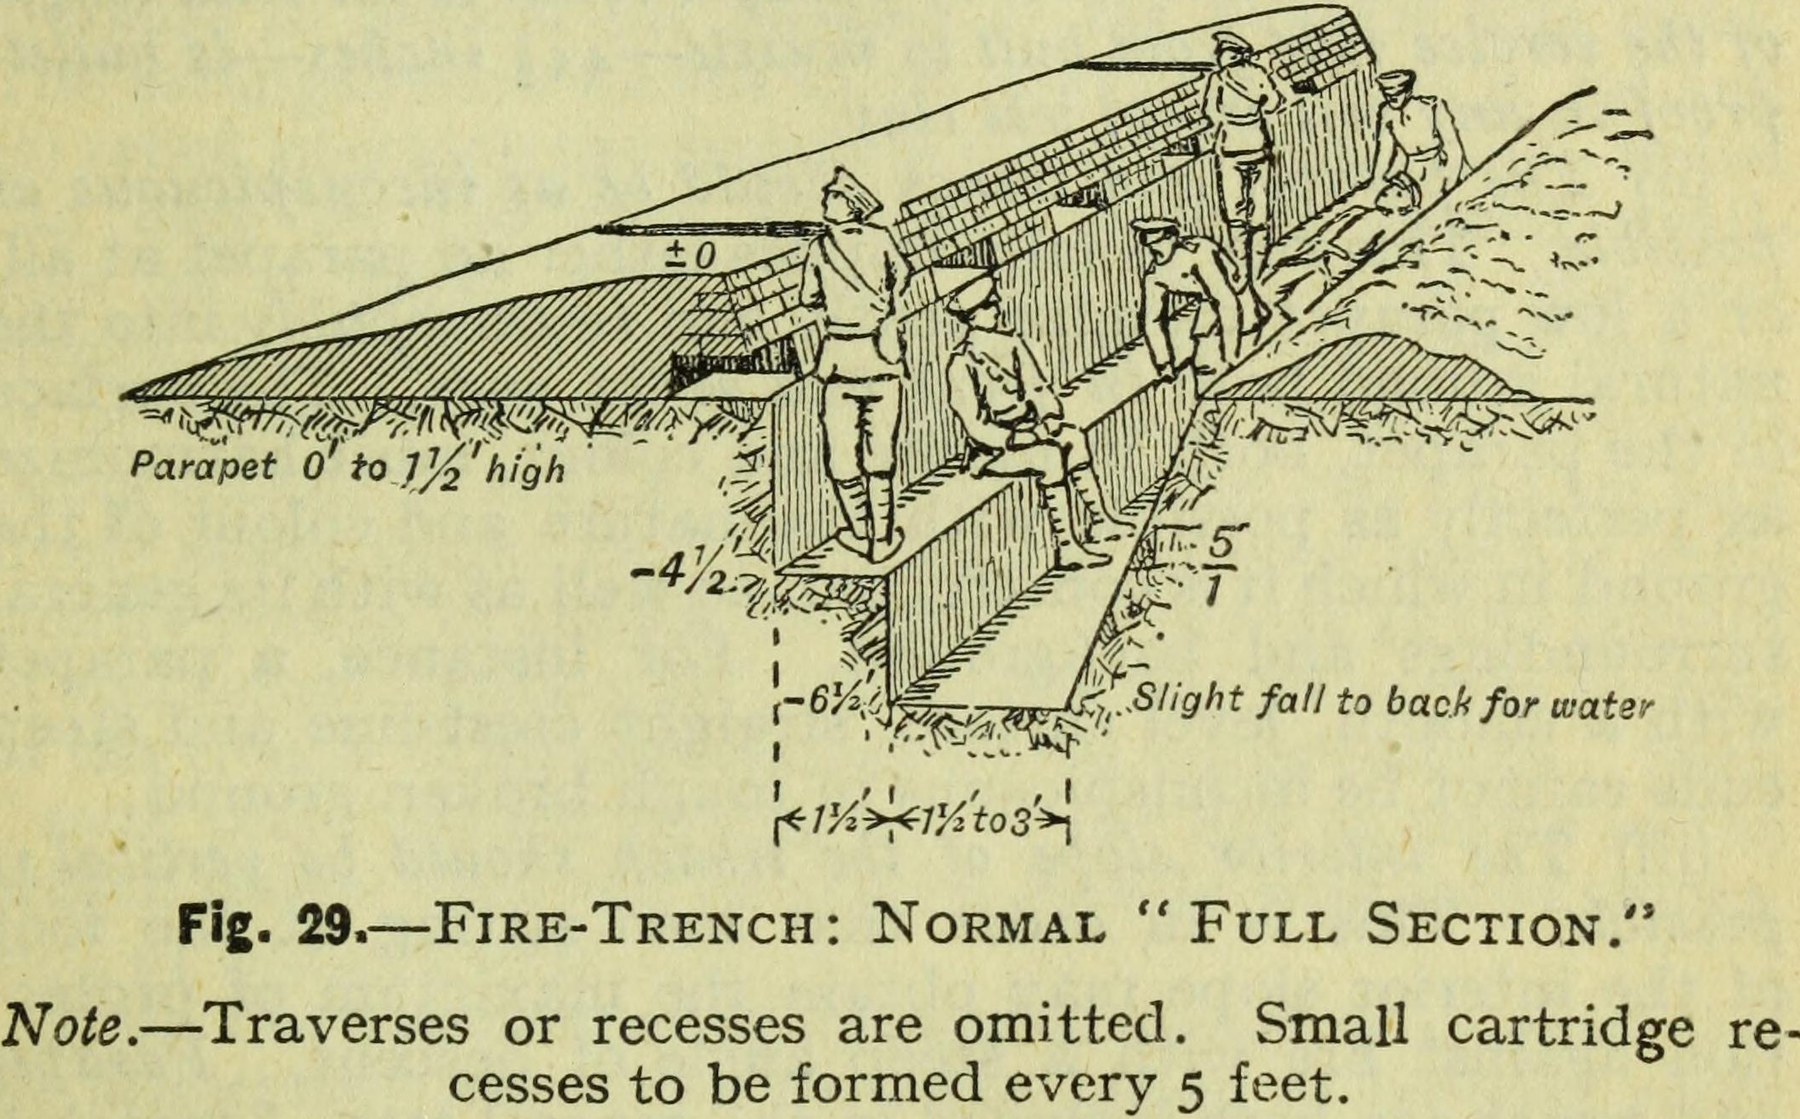 ±0
Parapet 0' to 1½' high
-4½
5
1
-6½'
Slight fall to back for water
1½' 1½' to 3'
Fig. 29.—FIRE-TRENCH: NORMAL “FULL SECTION.”
Note.—Traverses or recesses are omitted. Small cartridge re-
cesses to be formed every 5 feet.